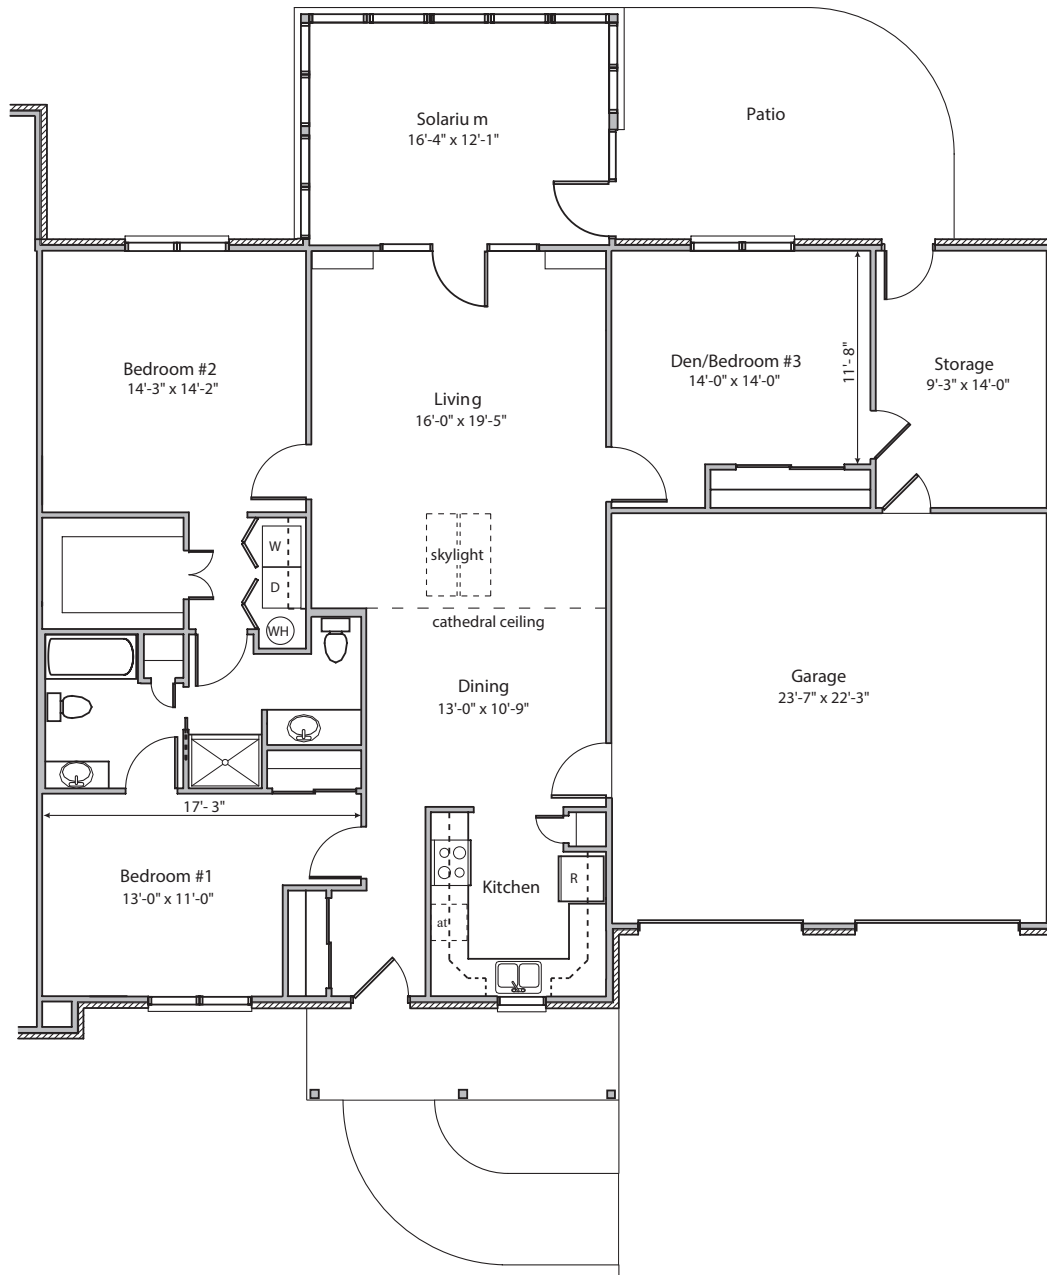 Solariu m
16'-4" x 12'-1"
Patio
Bedroom #2
14'-3" x 14'-2"
Living
16'-0" x 19'-5"
Den/Bedroom #3
14'-0" x 14'-0"
11'- 8"
Storage
9'-3" x 14'-0"
W
D
WH
skylight
cathedral ceiling
Dining
13'-0" x 10'-9"
Garage
23'-7" x 22'-3"
17'- 3"
Bedroom #1
13'-0" x 11'-0"
Kitchen
R
at